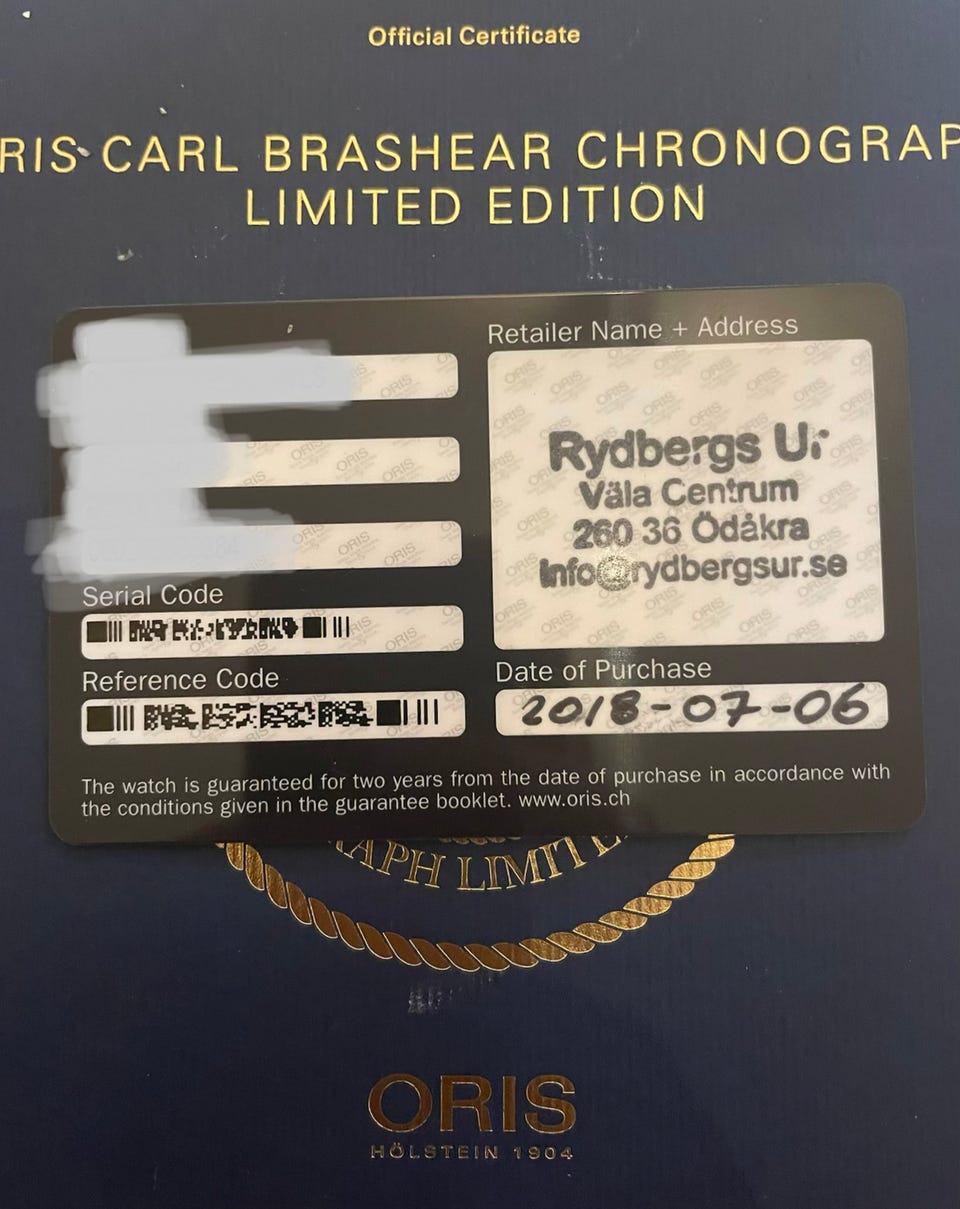 Official Certificate
RIS CARL BRASHEAR CHRONOGRAP
LIMITED EDITION
Retailer Name + Address
Rydbergs Ur
Väla Centrum
260 36 Ödåkra
Info@rydbergsur.se
Serial Code
Reference Code
Date of Purchase
2018-07-06
The watch is guaranteed for two years from the date of purchase in accordance with
the conditions given in the guarantee booklet. www.oris.ch
RAPH LIMITE
ORIS
HÖLSTEIN 1904